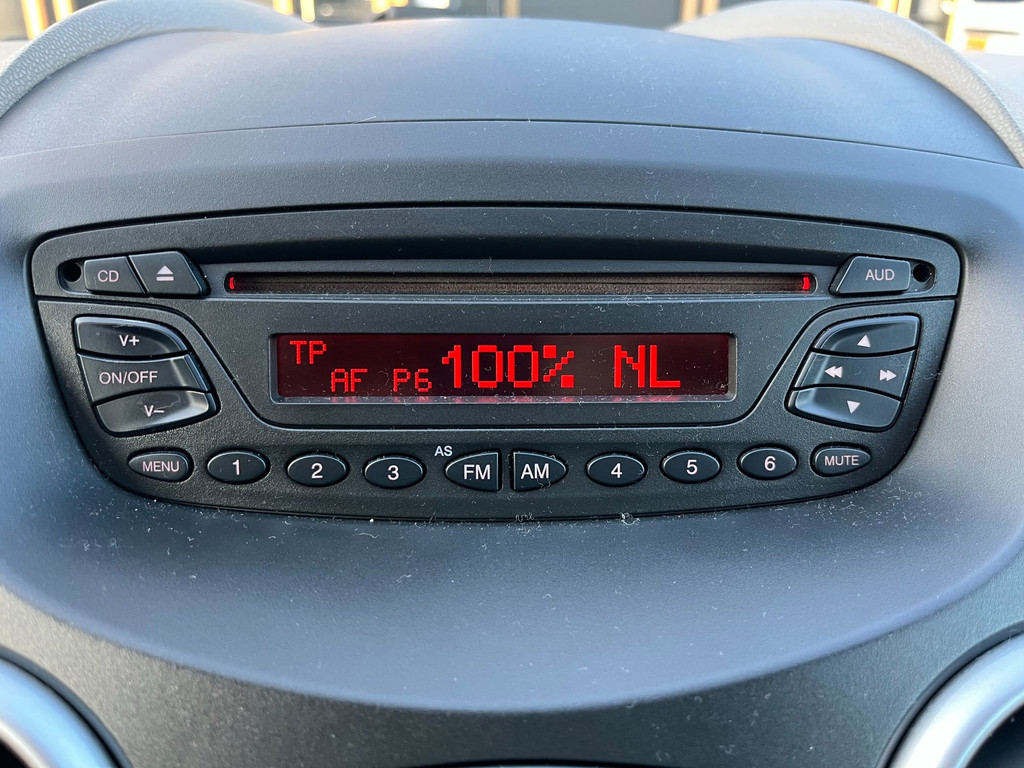 CD
AUD
V+
ON/OFF
V–
TP
AF P6 100% NL
MENU 1 2 3 AS FM AM 4 5 6 MUTE